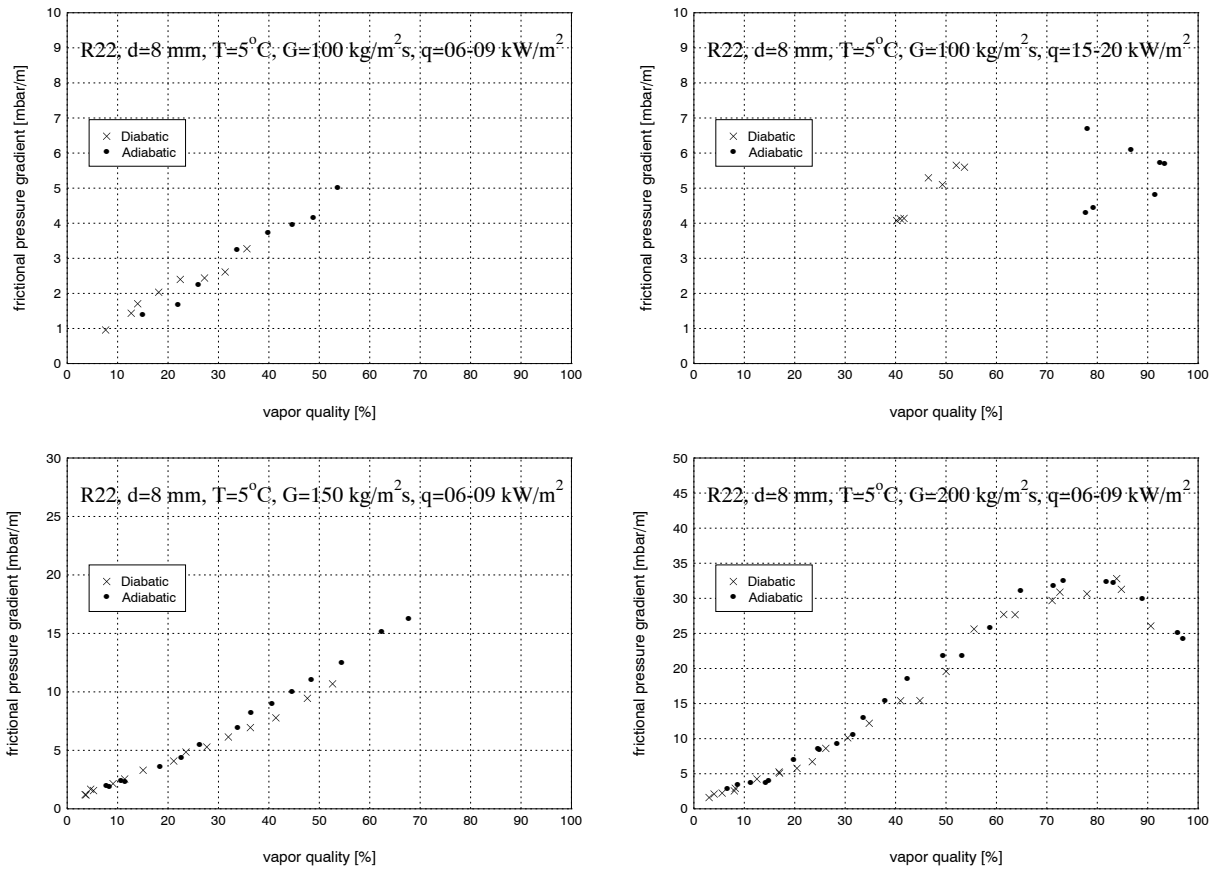 R22, d=8 mm, T=5°C, G=100 kg/m²s, q=06-09 kW/m²
frictional pressure gradient [mbar/m]
10
9
8
7
6
5
4
3
2
1
0
Diabatic
Adiabatic
0 10 20 30 40 50 60 70 80 90 100
vapor quality [%]
R22, d=8 mm, T=5°C, G=100 kg/m²s, q=15-20 kW/m²
frictional pressure gradient [mbar/m]
10
9
8
7
6
5
4
3
2
1
0
Diabatic
Adiabatic
0 10 20 30 40 50 60 70 80 90 100
vapor quality [%]
R22, d=8 mm, T=5°C, G=150 kg/m²s, q=06-09 kW/m²
frictional pressure gradient [mbar/m]
30
25
20
15
10
5
0
Diabatic
Adiabatic
0 10 20 30 40 50 60 70 80 90 100
vapor quality [%]
R22, d=8 mm, T=5°C, G=200 kg/m²s, q=06-09 kW/m²
frictional pressure gradient [mbar/m]
50
45
40
35
30
25
20
15
10
5
0
Diabatic
Adiabatic
0 10 20 30 40 50 60 70 80 90 100
vapor quality [%]